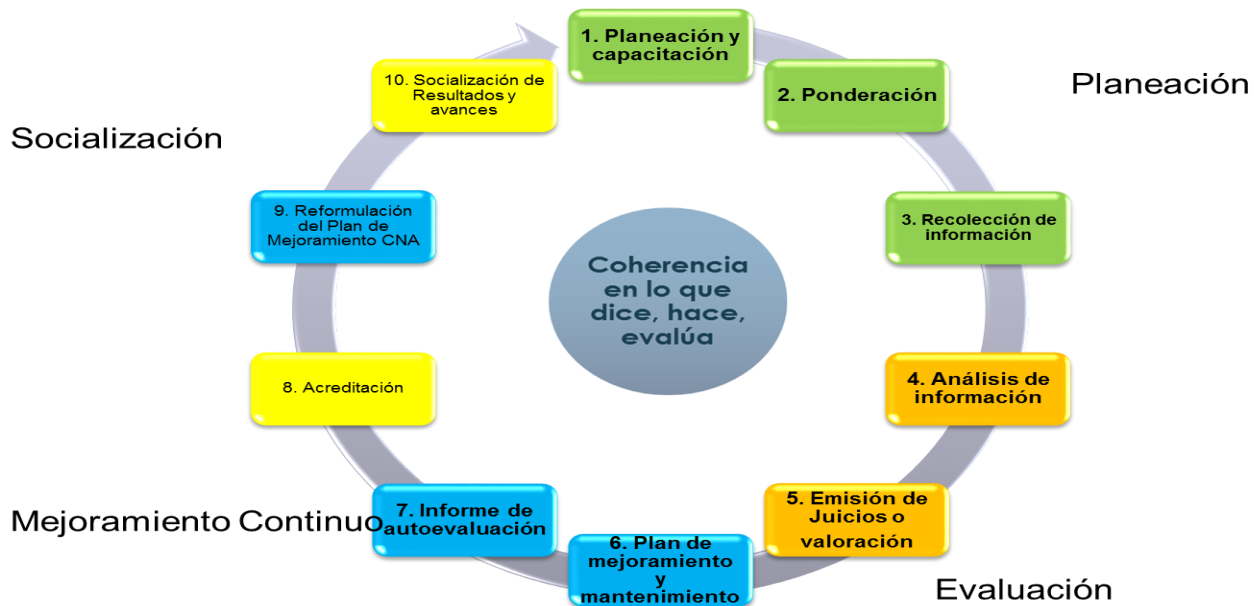 1. Planeación y
capacitación
2. Ponderación
Planeación
3. Recolección de
información
4. Análisis de
información
5. Emisión de
Juicios o
valoración
Evaluación
6. Plan de
mejoramiento
y
mantenimiento
7. Informe de
autoevaluación
Mejoramiento Continuo
8. Acreditación
9. Reformulación
del Plan de
Mejoramiento CNA
10. Socialización de
Resultados y
avances
Socialización
Coherencia
en lo que
dice, hace,
evalúa